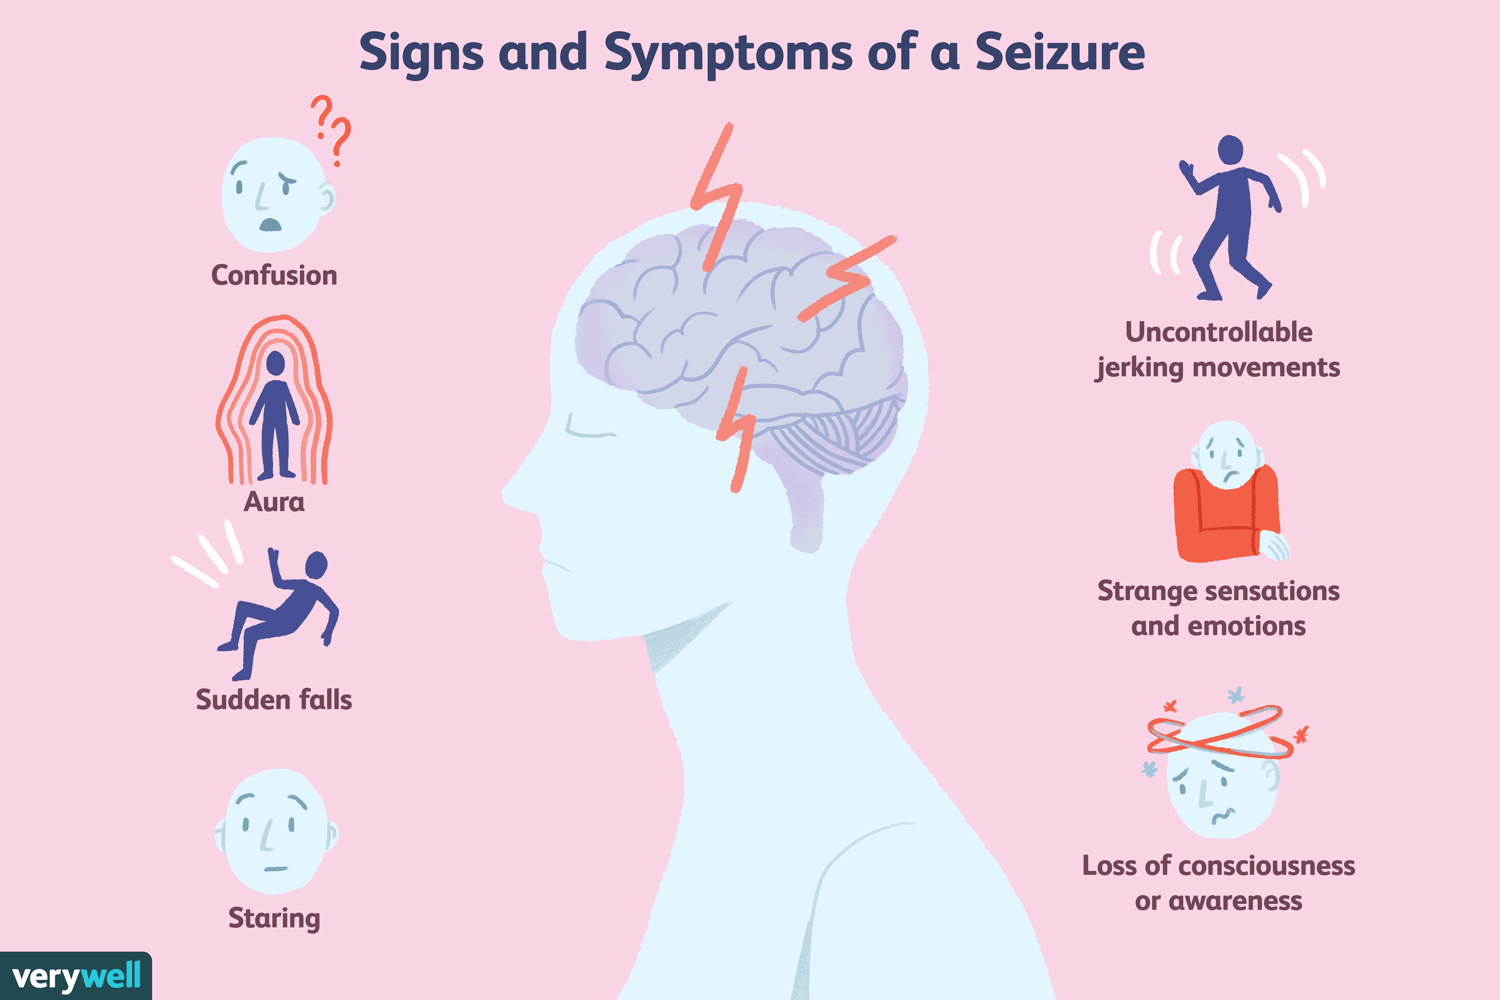 Signs and Symptoms of a Seizure
??
Confusion
Aura
Sudden falls
Staring
Uncontrollable
jerking movements
Strange sensations
and emotions
Loss of consciousness
or awareness
verywell